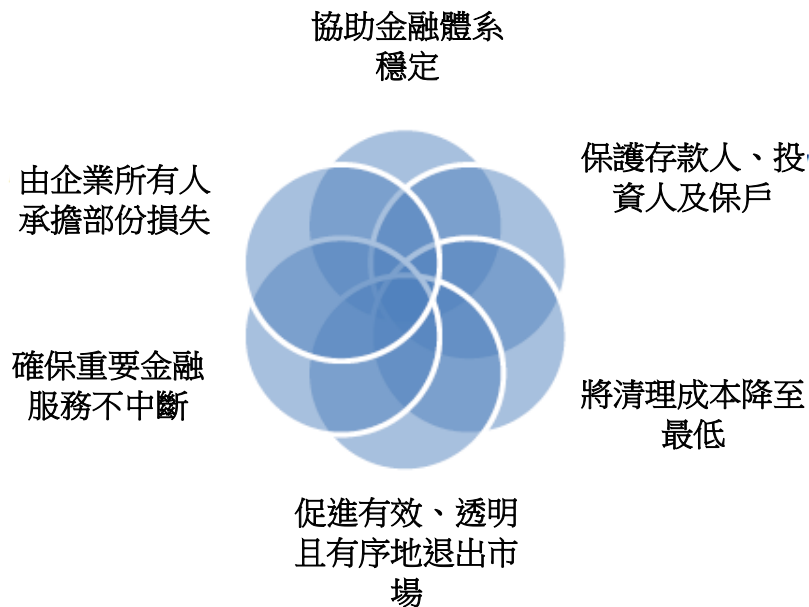 協助金融體系
穩定
保護存款人、投
資人及保戶
將清理成本降至
最低
促進有效、透明
且有序地退出市
場
確保重要金融
服務不中斷
由企業所有人
承擔部份損失